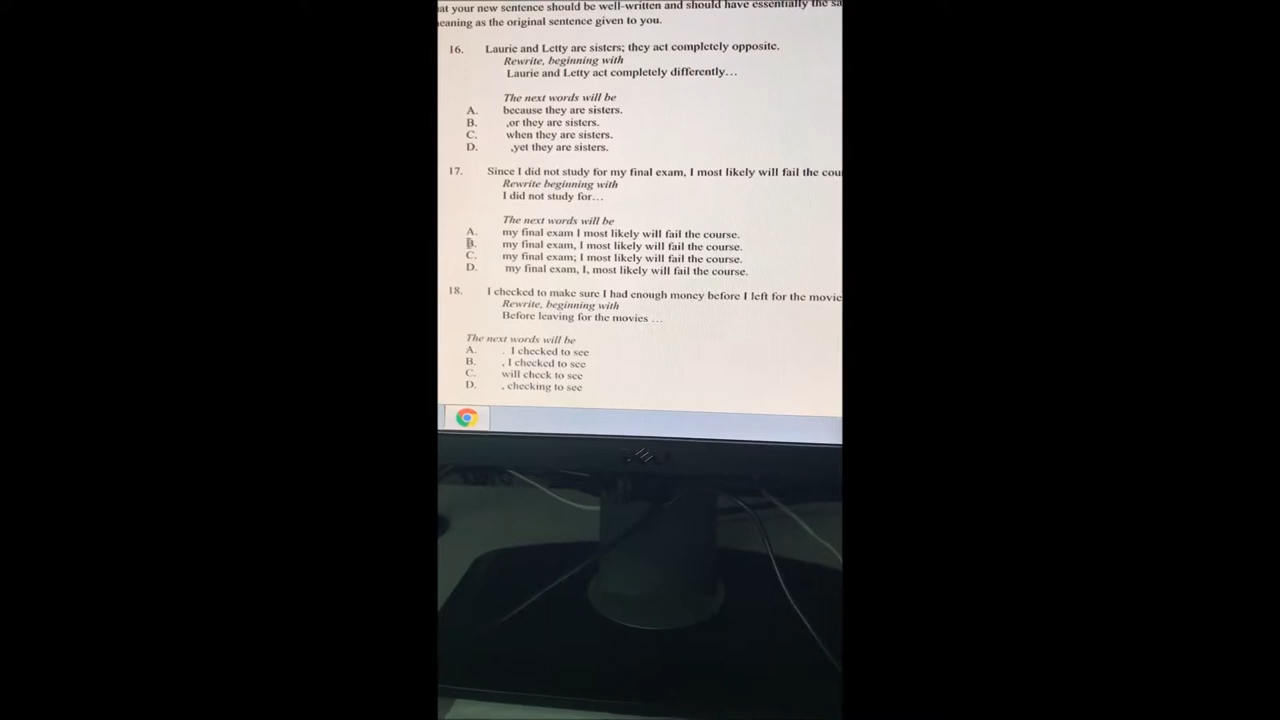 at your new sentence should be well-written and should have essentially the sa
eaning as the original sentence given to you.
16. Laurie and Letty are sisters; they act completely opposite.
Rewrite, beginning with
Laurie and Letty act completely differently…
The next words will be
A. because they are sisters.
B. ,or they are sisters.
C. when they are sisters.
D. ,yet they are sisters.
17. Since I did not study for my final exam, I most likely will fail the cou
Rewrite beginning with
I did not study for…
The next words will be
A. my final exam I most likely will fail the course.
B. my final exam, I most likely will fail the course.
C. my final exam; I most likely will fail the course.
D. my final exam, I, most likely will fail the course.
18. I checked to make sure I had enough money before I left for the movie
Rewrite, beginning with
Before leaving for the movies …
The next words will be
A. . I checked to see
B. , I checked to see
C. will check to see
D. , checking to see